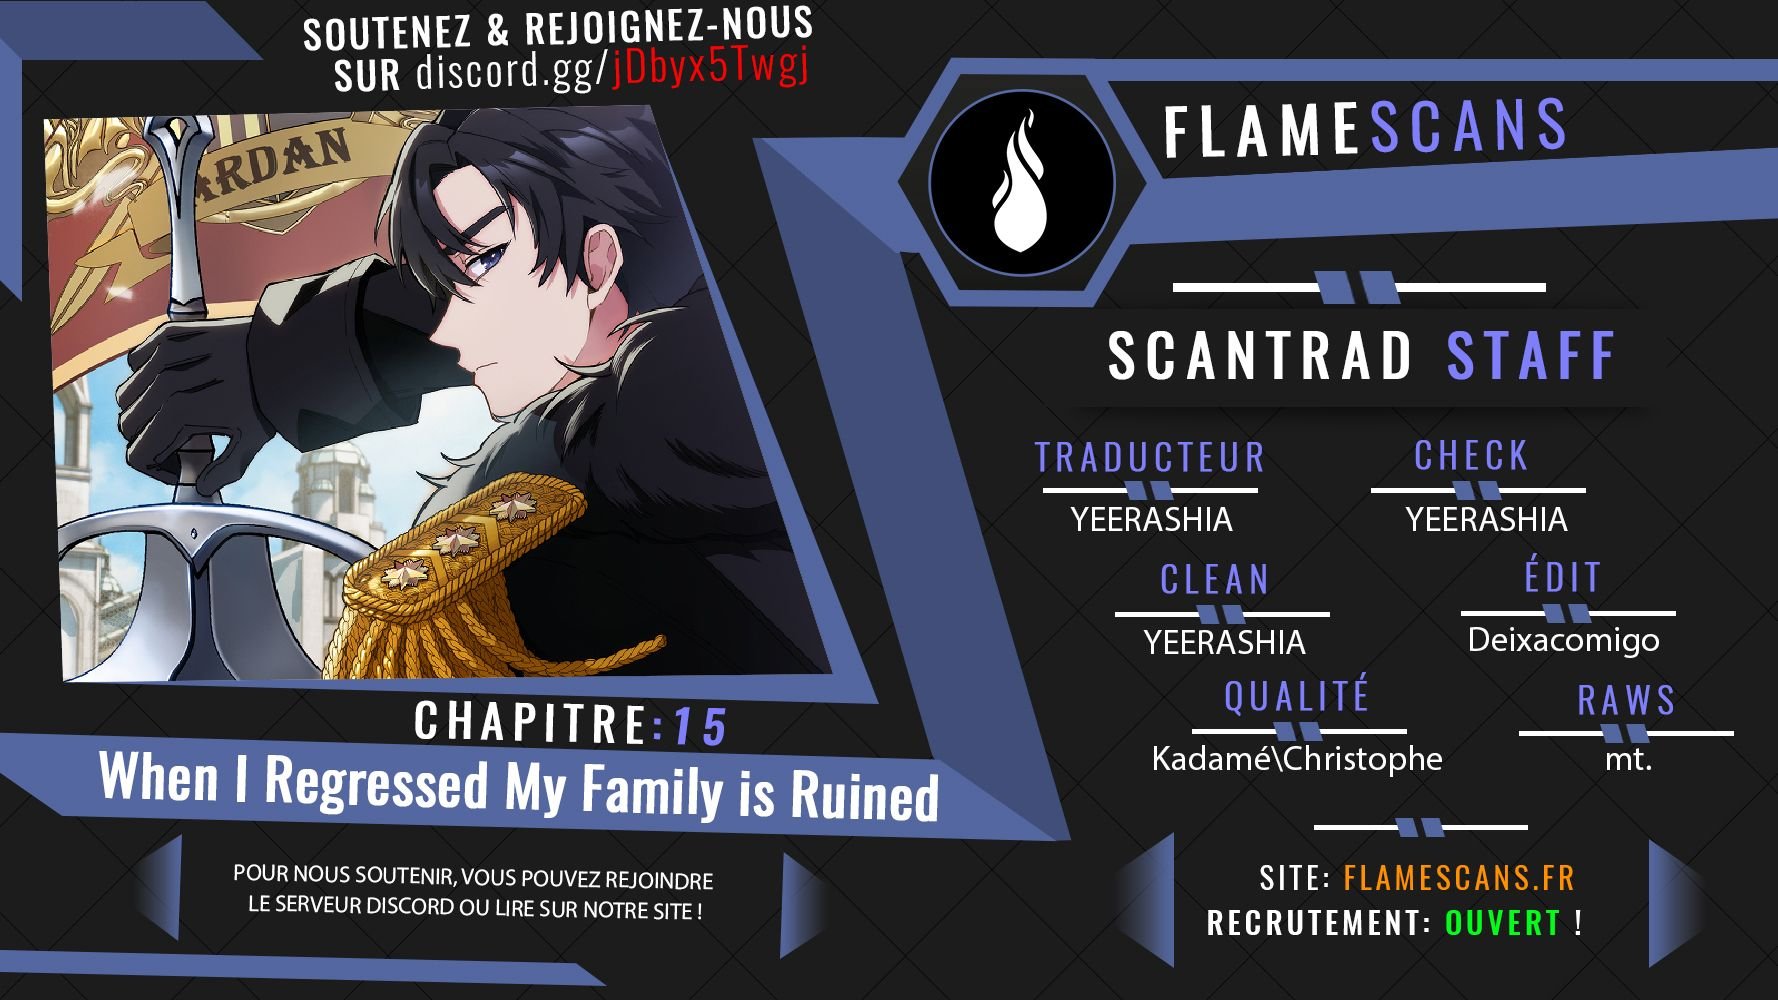 SOUTENEZ & REJOIGNEZ-NOUS
SUR discord.gg/jDbyx5Twgj
ARDAN
FLAMESCANS
SCANTRAD STAFF
TRADUCTEUR
YEERASHIA
CHECK
YEERASHIA
CLEAN
YEERASHIA
ÉDIT
Deixacomigo
QUALITÉ
Kadamé\Christophe
RAWS
mt.
CHAPITRE:15
When I Regressed My Family is Ruined
POUR NOUS SOUTENIR, VOUS POUVEZ REJOINDRE
LE SERVEUR DISCORD OU LIRE SUR NOTRE SITE !
SITE: FLAMESCANS.FR
RECRUTEMENT: OUVERT !